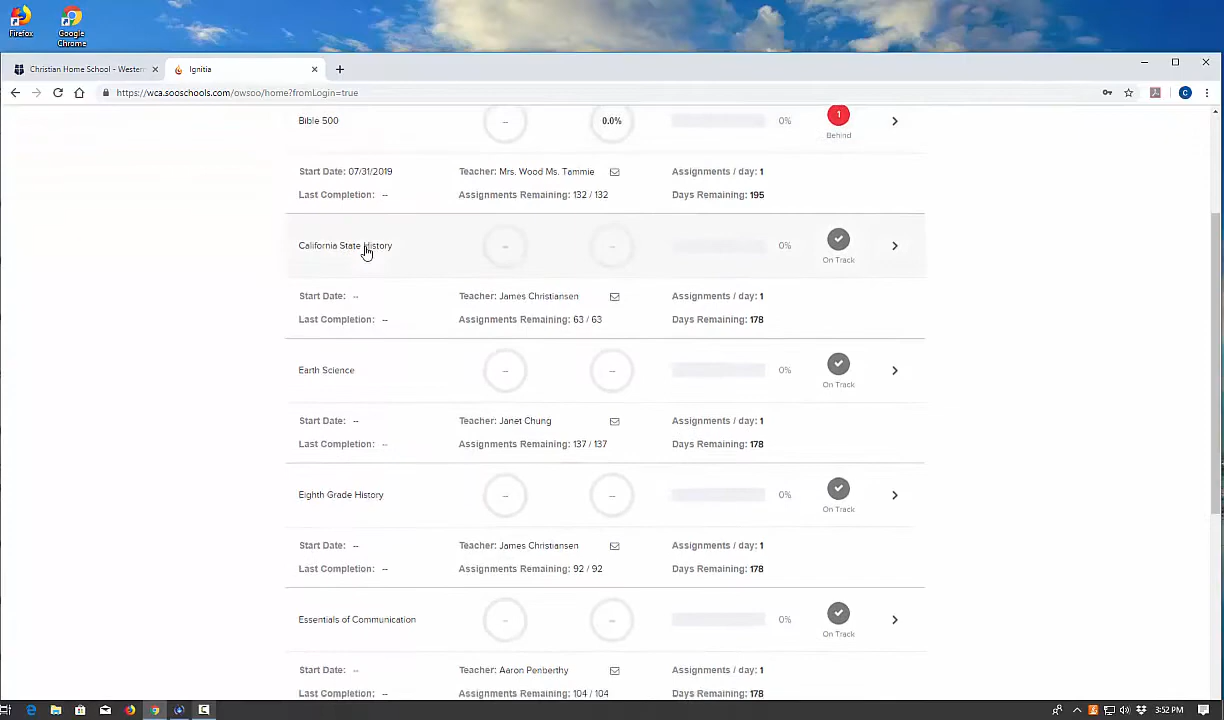 Firefox
Google
Chrome
Christian Home School - Wester
Ignitia
https://wca.sooschools.com/owsoo/home?fromLogin=true
C
Bible 500
--
0.0%
0%
1
Behind
Start Date: 07/31/2019
Teacher: Mrs. Wood Ms. Tammie
Assignments / day: 1
Last Completion: --
Assignments Remaining: 132 / 132
Days Remaining: 195
California State History
--
--
0%
On Track
Start Date: --
Teacher: James Christiansen
Assignments / day: 1
Last Completion: --
Assignments Remaining: 63 / 63
Days Remaining: 178
Earth Science
--
--
0%
On Track
Start Date: --
Teacher: Janet Chung
Assignments / day: 1
Last Completion: --
Assignments Remaining: 137 / 137
Days Remaining: 178
Eighth Grade History
--
--
0%
On Track
Start Date: --
Teacher: James Christiansen
Assignments / day: 1
Last Completion: --
Assignments Remaining: 92 / 92
Days Remaining: 178
Essentials of Communication
--
--
0%
On Track
Start Date: --
Teacher: Aaron Penberthy
Assignments / day: 1
Last Completion: --
Assignments Remaining: 104 / 104
Days Remaining: 178
3:52 PM